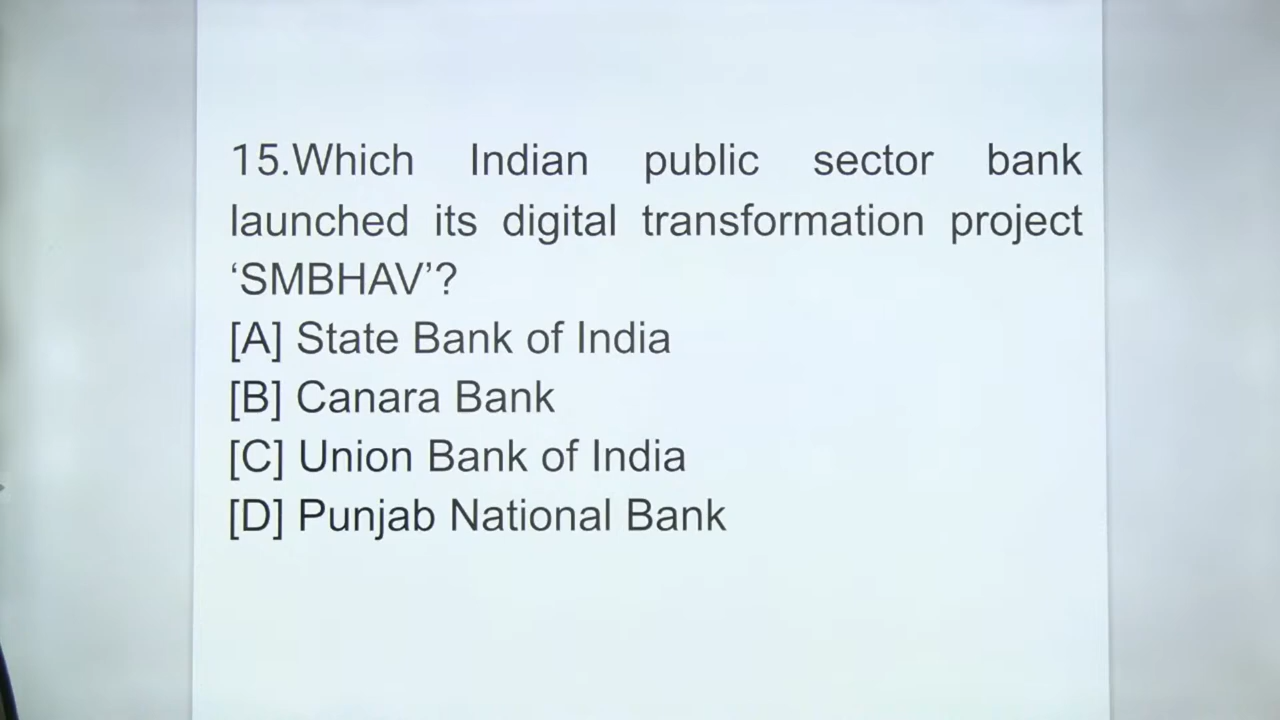 15.Which Indian public sector bank
launched its digital transformation project
‘SMBHAV’?
[A] State Bank of India
[B] Canara Bank
[C] Union Bank of India
[D] Punjab National Bank